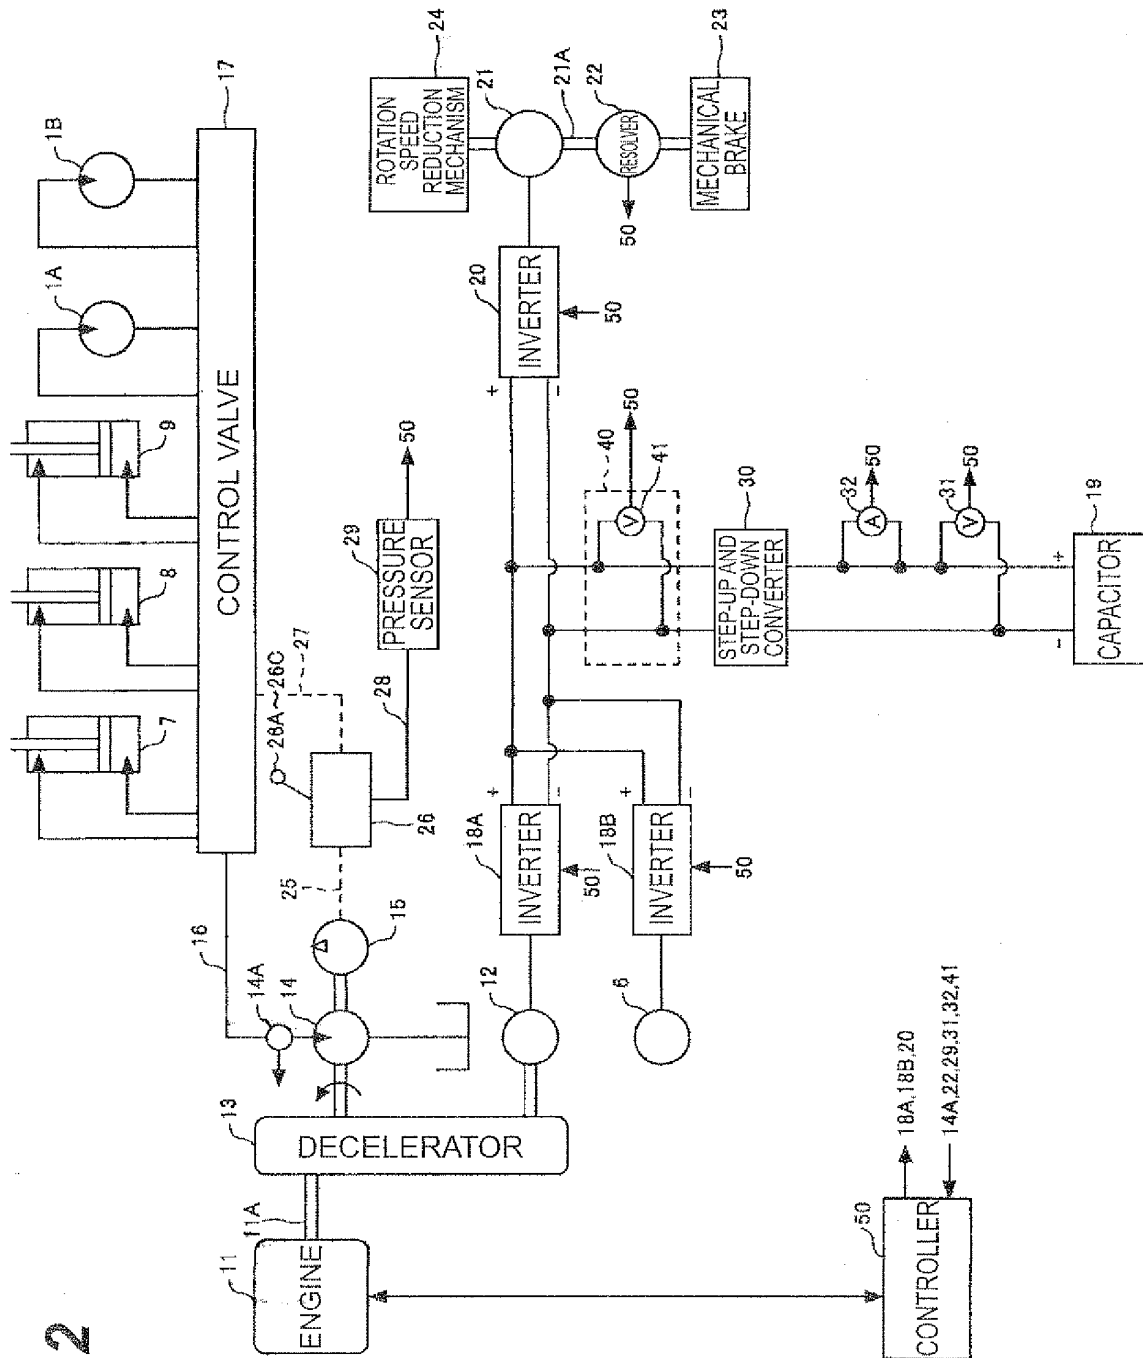 2
ENGINE
11
11A
DECELERATOR
13
14A
14
15
16
25
26
26A~26C
27
28
PRESSURE
SENSOR
29
50
CONTROL VALVE
17
7
8
9
1A
1B
12
6
INVERTER
18A
50
+
-
INVERTER
18B
50
+
-
INVERTER
20
50
+
-
ROTATION
SPEED
REDUCTION
MECHANISM
24
21
21A
RESOLVER
22
50
MECHANICAL
BRAKE
23
40
V
41
50
STEP-UP AND
STEP-DOWN
CONVERTER
30
A
32
50
V
31
50
CAPACITOR
19
+
-
CONTROLLER
50
18A,18B,20
14A,22,29,31,32,41